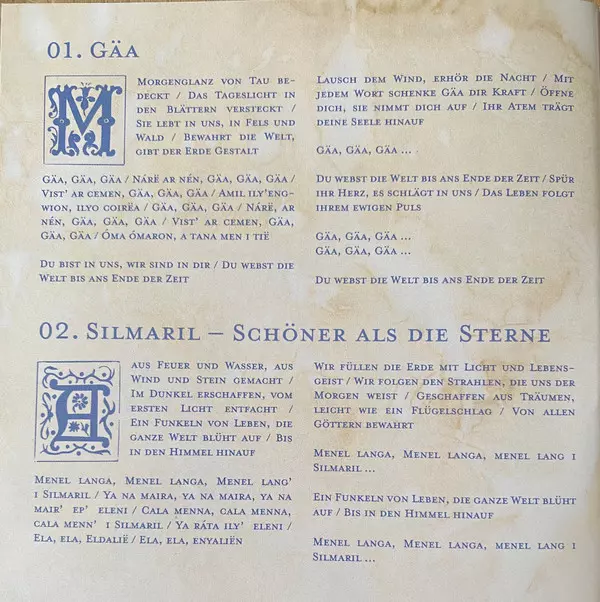 01. Gäa
Morgenglanz von Tau be-
deckt / Das Tageslicht in
den Blättern versteckt /
Sie lebt in uns, in Fels und
Wald / Bewahrt die Welt,
gibt der Erde Gestalt
Gäa, Gäa, Gäa / Nárë ar nén, Gäa, Gäa, Gäa /
Vist' ar cemen, Gäa, Gäa, Gäa / Amil ily'eng-
wion, ilyo coirëa / Gäa, Gäa, Gäa / Nárë, ar
nén, Gäa, Gäa, Gäa / Vist' ar cemen, Gäa,
Gäa, Gäa / Óma ómaron, a tana men i tië
Du bist in uns, wir sind in dir / Du webst die
Welt bis ans Ende der Zeit
Lausch dem Wind, erhör die Nacht / Mit
jedem Wort schenke Gäa dir Kraft / Öffne
dich, sie nimmt dich auf / Ihr Atem trägt
deine Seele hinauf
Gäa, Gäa, Gäa ...
Du webst die Welt bis ans Ende der Zeit / Spür
ihr Herz, es schlägt in uns / Das Leben folgt
ihrem ewigen Puls
Gäa, Gäa, Gäa ...
Gäa, Gäa, Gäa ...
Du webst die Welt bis ans Ende der Zeit
02. Silmaril – Schöner als die Sterne
Aus Feuer und Wasser, aus
Wind und Stein gemacht /
Im Dunkel erschaffen, vom
ersten Licht entfacht /
Ein Funkeln von Leben, die
ganze Welt blüht auf / Bis
in den Himmel hinauf
Menel langa, Menel langa, Menel lang'
i Silmaril / Ya na maira, ya na maira, ya na
mair' ep' eleni / Cala menna, cala menna,
cala menn' i Silmaril / Ya ráta ily' eleni /
Ela, ela, Eldalië / Ela, ela, enyaliën
Wir füllen die Erde mit Licht und Lebens-
geist / Wir folgen den Strahlen, die uns der
Morgen weist / Geschaffen aus Träumen,
leicht wie ein Flügelschlag / Von allen
Göttern bewahrt
Menel langa, Menel langa, menel lang i
Silmaril ...
Ein Funkeln von Leben, die ganze Welt blüht
auf / Bis in den Himmel hinauf
Menel langa, Menel langa, menel lang i
Silmaril ...